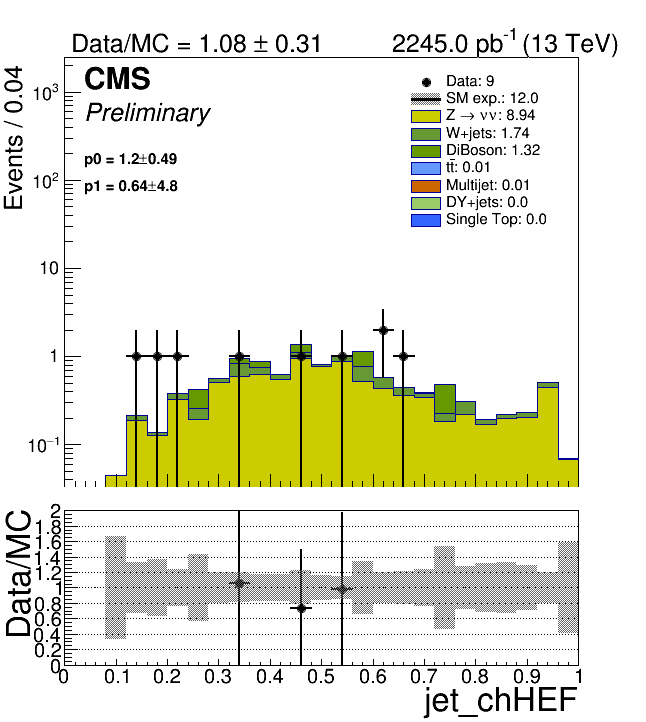 Data/MC = 1.08 ± 0.31 2245.0 pb⁻¹ (13 TeV)
CMS
Preliminary
p0 = 1.2±0.49
p1 = 0.64±4.8
Data: 9
SM exp.: 12.0
Z → νν: 8.94
W+jets: 1.74
DiBoson: 1.32
tt̄: 0.01
Multijet: 0.01
DY+jets: 0.0
Single Top: 0.0
Events / 0.04
10³
10²
10
1
10⁻¹
Data/MC
2
1.8
1.6
1.4
1.2
1
0.8
0.6
0.4
0.2
0
0 0.1 0.2 0.3 0.4 0.5 0.6 0.7 0.8 0.9 1
jet_chHEF